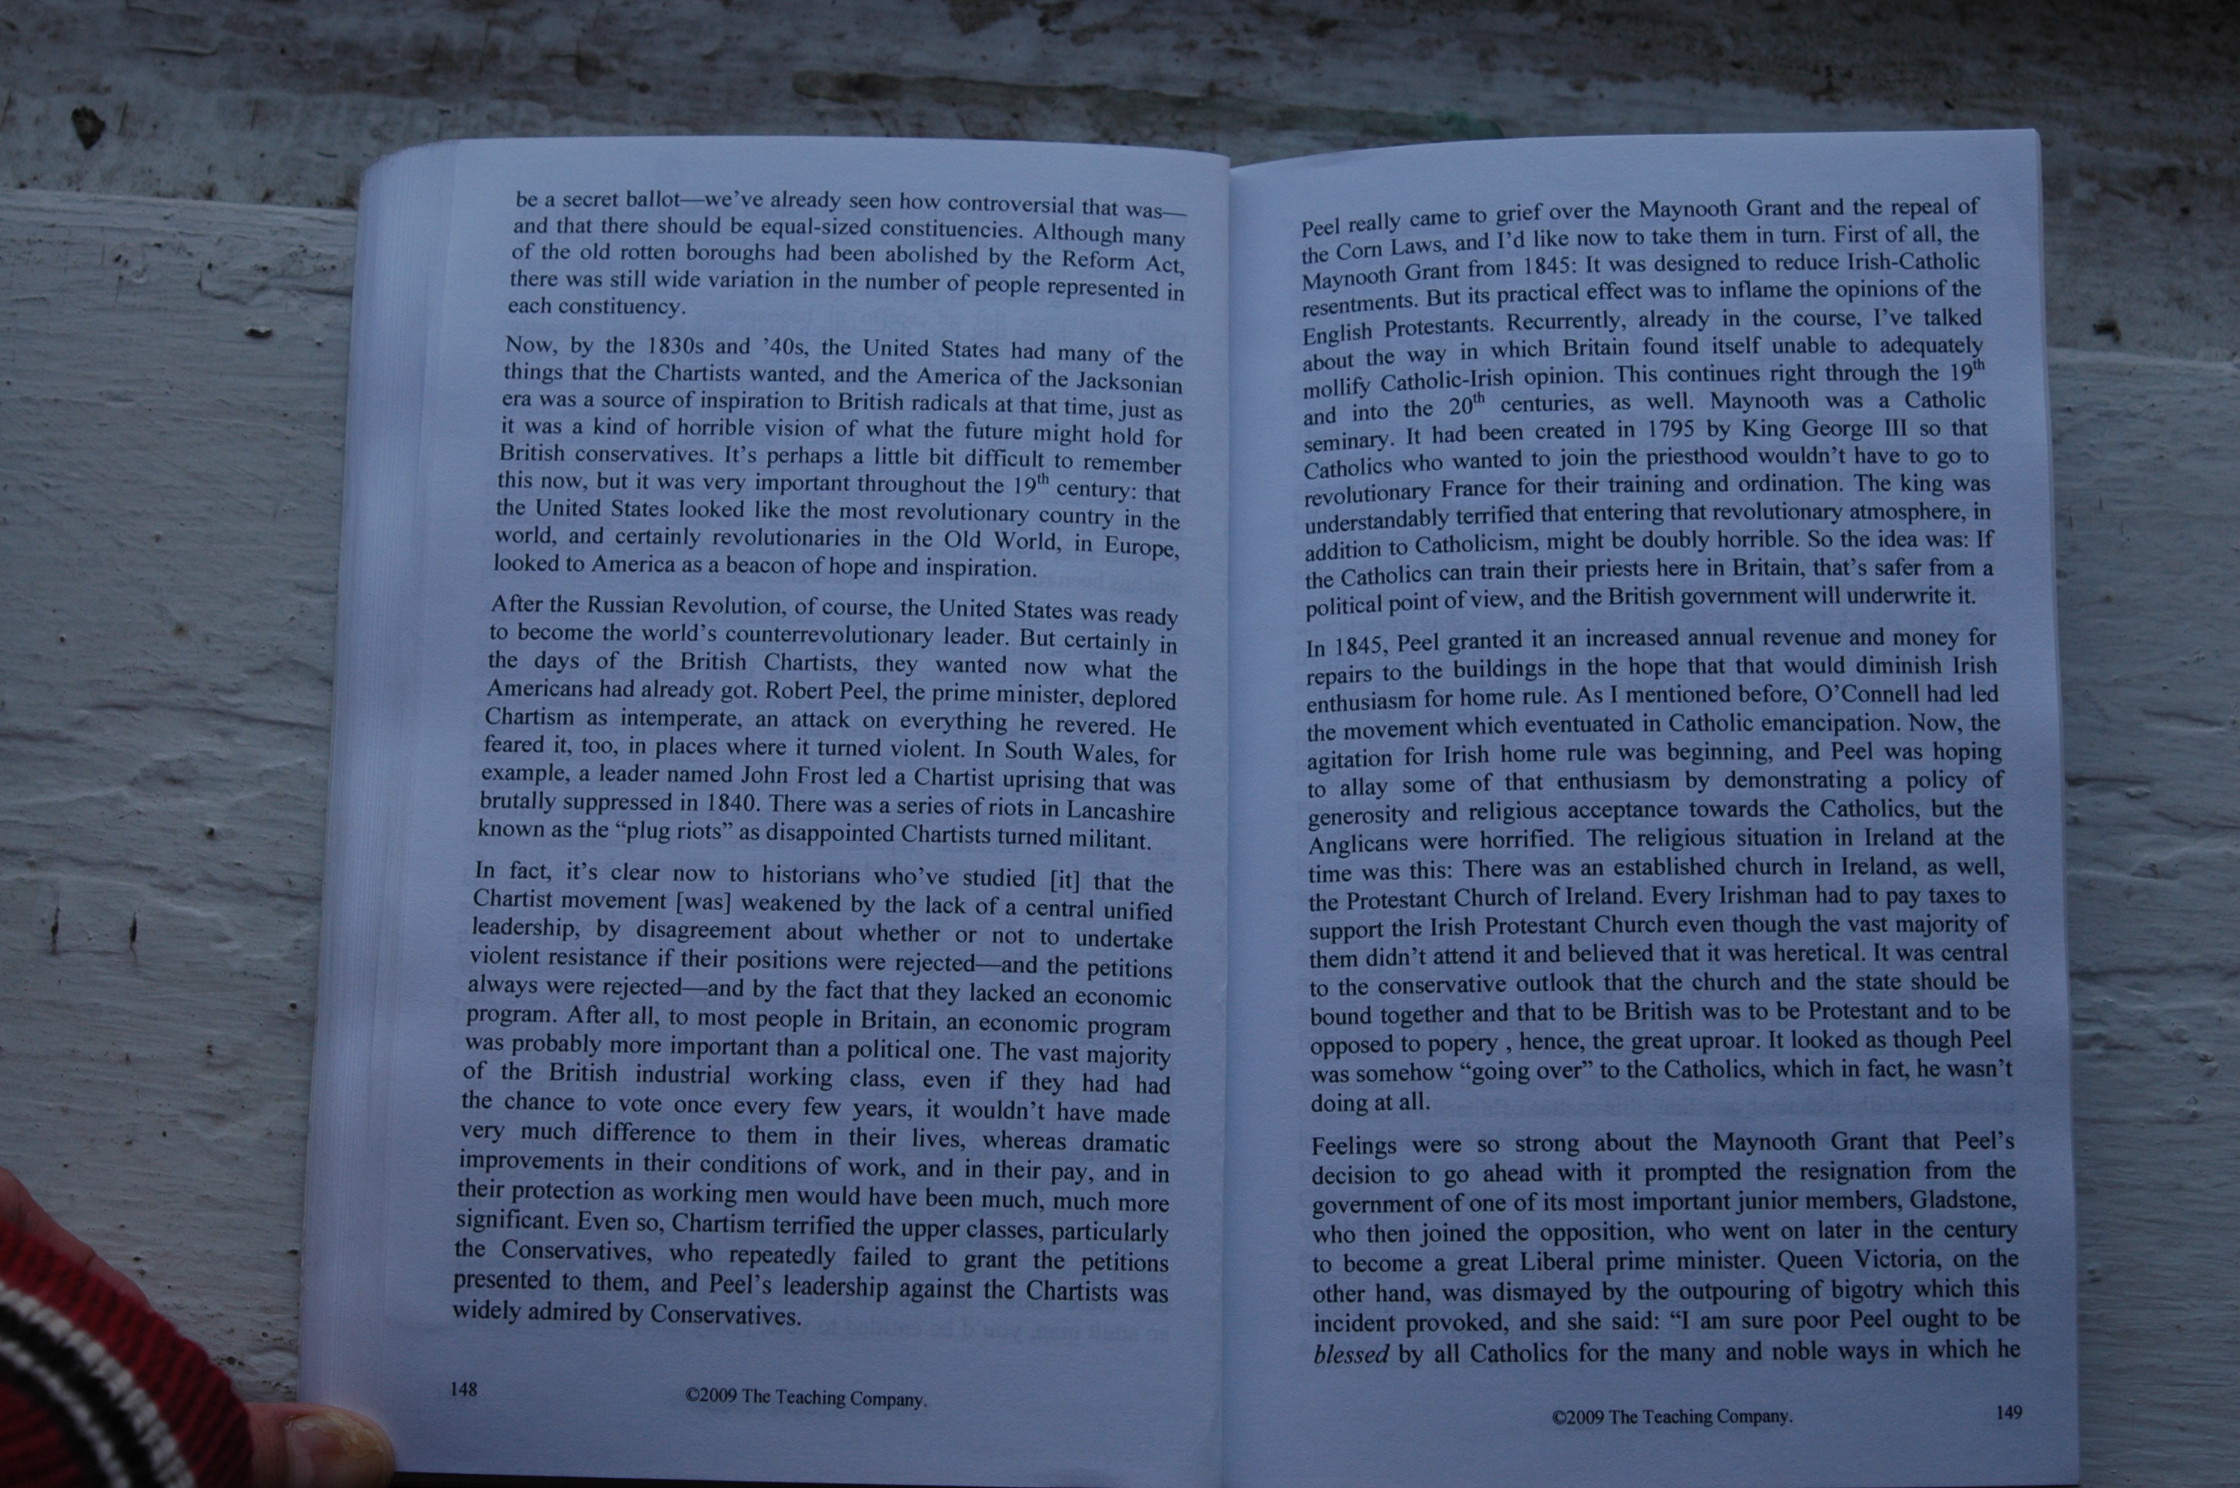 be a secret ballot—we’ve already seen how controversial that was—
and that there should be equal-sized constituencies. Although many
of the old rotten boroughs had been abolished by the Reform Act,
there was still wide variation in the number of people represented in
each constituency.
Now, by the 1830s and ’40s, the United States had many of the
things that the Chartists wanted, and the America of the Jacksonian
era was a source of inspiration to British radicals at that time, just as
it was a kind of horrible vision of what the future might hold for
British conservatives. It’s perhaps a little bit difficult to remember
this now, but it was very important throughout the 19th century: that
the United States looked like the most revolutionary country in the
world, and certainly revolutionaries in the Old World, in Europe,
looked to America as a beacon of hope and inspiration.
After the Russian Revolution, of course, the United States was ready
to become the world’s counterrevolutionary leader. But certainly in
the days of the British Chartists, they wanted now what the
Americans had already got. Robert Peel, the prime minister, deplored
Chartism as intemperate, an attack on everything he revered. He
feared it, too, in places where it turned violent. In South Wales, for
example, a leader named John Frost led a Chartist uprising that was
brutally suppressed in 1840. There was a series of riots in Lancashire
known as the “plug riots” as disappointed Chartists turned militant.
In fact, it’s clear now to historians who’ve studied [it] that the
Chartist movement [was] weakened by the lack of a central unified
leadership, by disagreement about whether or not to undertake
violent resistance if their positions were rejected—and the petitions
always were rejected—and by the fact that they lacked an economic
program. After all, to most people in Britain, an economic program
was probably more important than a political one. The vast majority
of the British industrial working class, even if they had had
the chance to vote once every few years, it wouldn’t have made
very much difference to them in their lives, whereas dramatic
improvements in their conditions of work, and in their pay, and in
their protection as working men would have been much, much more
significant. Even so, Chartism terrified the upper classes, particularly
the Conservatives, who repeatedly failed to grant the petitions
presented to them, and Peel’s leadership against the Chartists was
widely admired by Conservatives.
148
©2009 The Teaching Company.
Peel really came to grief over the Maynooth Grant and the repeal of
the Corn Laws, and I’d like now to take them in turn. First of all, the
Maynooth Grant from 1845: It was designed to reduce Irish-Catholic
resentments. But its practical effect was to inflame the opinions of the
English Protestants. Recurrently, already in the course, I’ve talked
about the way in which Britain found itself unable to adequately
mollify Catholic-Irish opinion. This continues right through the 19th
and into the 20th centuries, as well. Maynooth was a Catholic
seminary. It had been created in 1795 by King George III so that
Catholics who wanted to join the priesthood wouldn’t have to go to
revolutionary France for their training and ordination. The king was
understandably terrified that entering that revolutionary atmosphere, in
addition to Catholicism, might be doubly horrible. So the idea was: If
the Catholics can train their priests here in Britain, that’s safer from a
political point of view, and the British government will underwrite it.
In 1845, Peel granted it an increased annual revenue and money for
repairs to the buildings in the hope that that would diminish Irish
enthusiasm for home rule. As I mentioned before, O’Connell had led
the movement which eventuated in Catholic emancipation. Now, the
agitation for Irish home rule was beginning, and Peel was hoping
to allay some of that enthusiasm by demonstrating a policy of
generosity and religious acceptance towards the Catholics, but the
Anglicans were horrified. The religious situation in Ireland at the
time was this: There was an established church in Ireland, as well,
the Protestant Church of Ireland. Every Irishman had to pay taxes to
support the Irish Protestant Church even though the vast majority of
them didn’t attend it and believed that it was heretical. It was central
to the conservative outlook that the church and the state should be
bound together and that to be British was to be Protestant and to be
opposed to popery , hence, the great uproar. It looked as though Peel
was somehow “going over” to the Catholics, which in fact, he wasn’t
doing at all.
Feelings were so strong about the Maynooth Grant that Peel’s
decision to go ahead with it prompted the resignation from the
government of one of its most important junior members, Gladstone,
who then joined the opposition, who went on later in the century
to become a great Liberal prime minister. Queen Victoria, on the
other hand, was dismayed by the outpouring of bigotry which this
incident provoked, and she said: “I am sure poor Peel ought to be
blessed by all Catholics for the many and noble ways in which he
©2009 The Teaching Company.
149